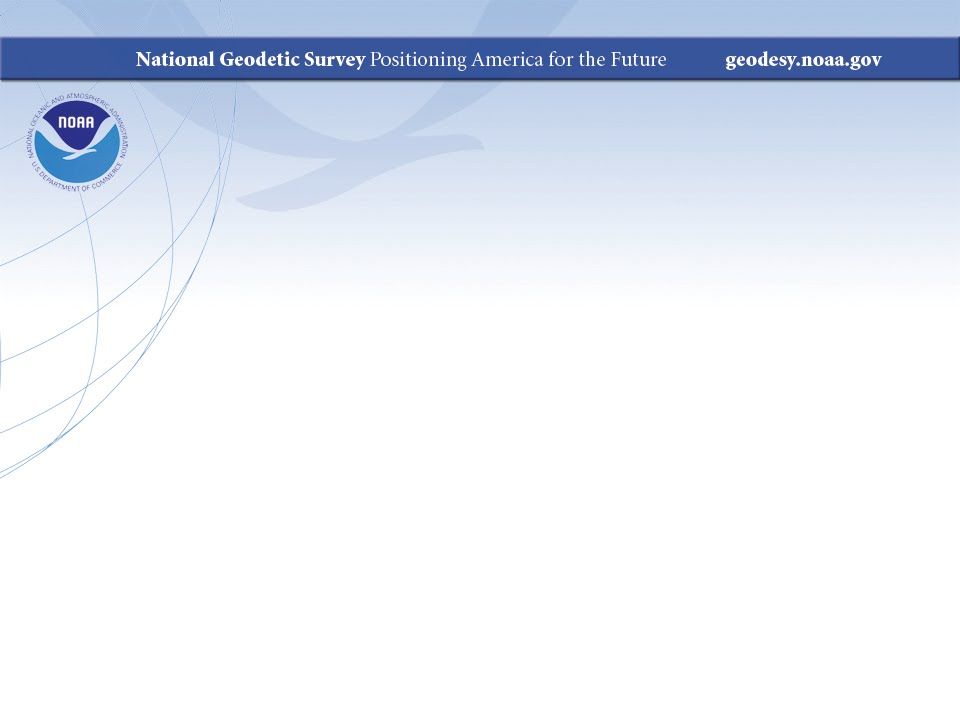 National Geodetic Survey Positioning America for the Future geodesy.noaa.gov
NATIONAL OCEANIC AND ATMOSPHERIC ADMINISTRATION
NOAA
U.S. DEPARTMENT OF COMMERCE